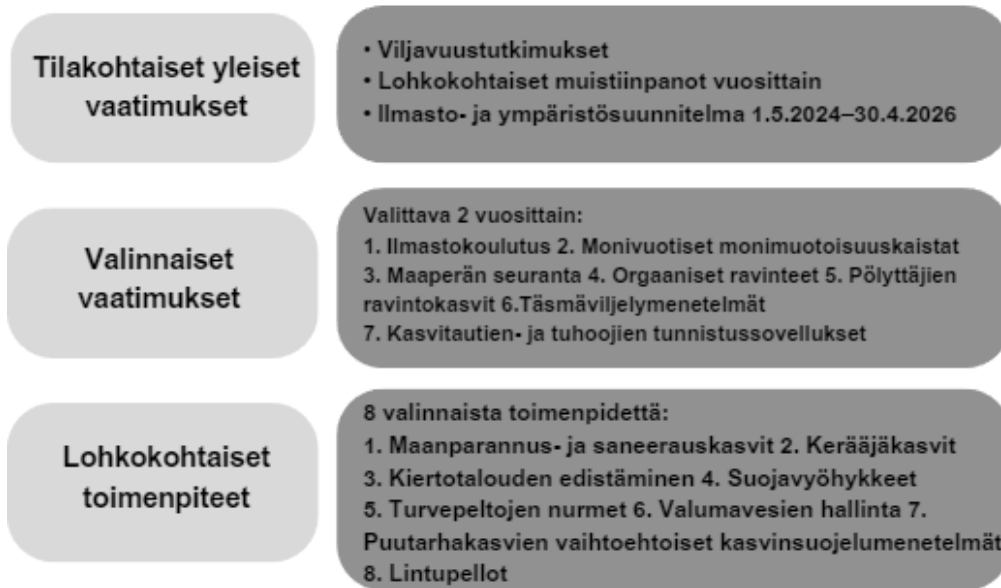 Tilakohtaiset yleiset
vaatimukset
• Viljavuustutkimukset
• Lohkokohtaiset muistiinpanot vuosittain
• Ilmasto- ja ympäristösuunnitelma 1.5.2024–30.4.2026
Valinnaiset
vaatimukset
Valittava 2 vuosittain:
1. Ilmastokoulutus 2. Monivuotiset monimuotoisuuskaistat
3. Maaperän seuranta 4. Orgaaniset ravinteet 5. Pölyttäjien
ravintokasvit 6.Täsmäviljelymenetelmät
7. Kasvitautien- ja tuhoojien tunnistussovellukset
Lohkokohtaiset
toimenpiteet
8 valinnaista toimenpidettä:
1. Maanparannus- ja saneerauskasvit 2. Kerääjäkasvit
3. Kiertotalouden edistäminen 4. Suojavyöhykkeet
5. Turvepeltojen nurmet 6. Valumavesien hallinta 7.
Puutarhakasvien vaihtoehtoiset kasvinsuojelumenetelmät
8. Lintupellot